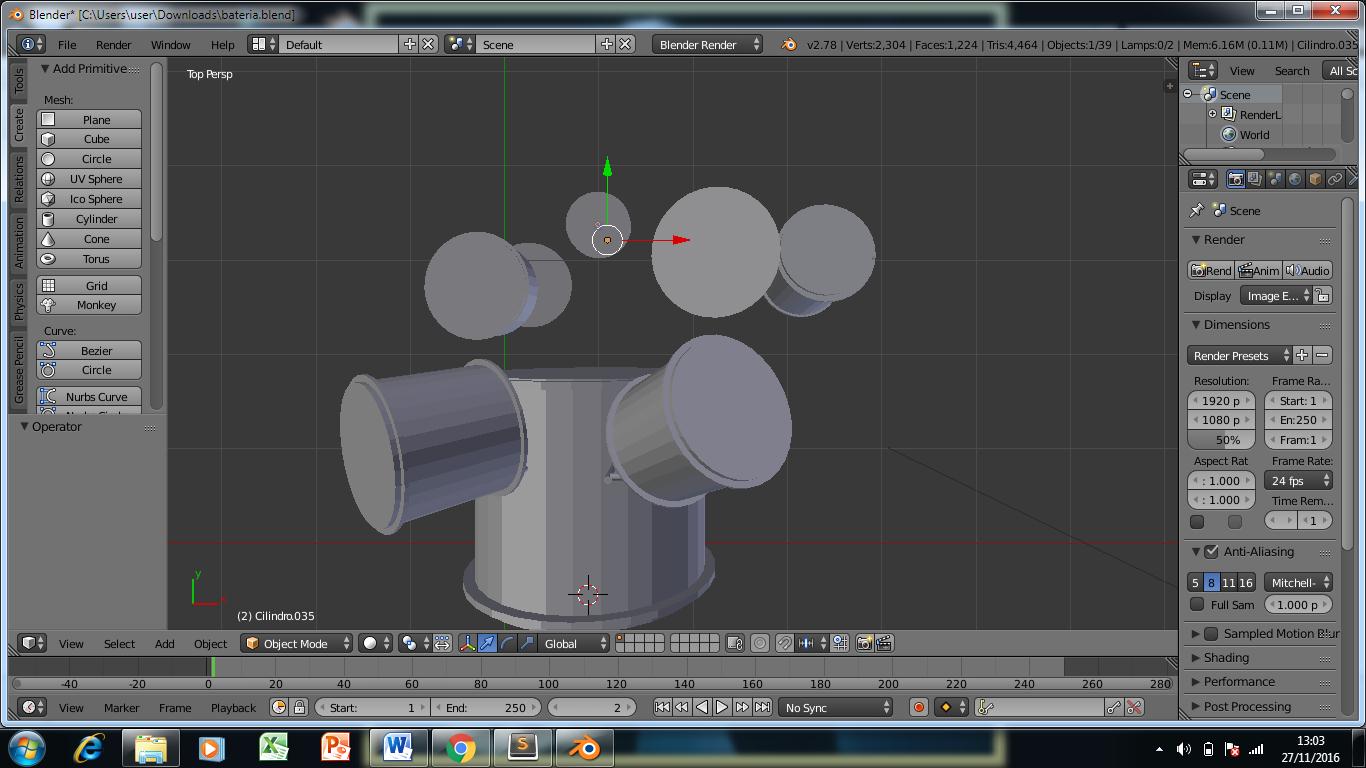 Blender* [C:\Users\user\Downloads\bateria.blend]
File Render Window Help Default Scene Blender Render v2.78 | Verts:2,304 | Faces:1,224 | Tris:4,464 | Objects:1/39 | Lamps:0/2 | Mem:6.16M (0.11M) | Cilindro.035
Tools
Create
Relations
Animation
Physics
Grease Pencil
Add Primitive
Mesh:
Plane
Cube
Circle
UV Sphere
Ico Sphere
Cylinder
Cone
Torus
Grid
Monkey
Curve:
Bezier
Circle
Nurbs Curve
Operator
Top Persp
y
x
(2) Cilindro.035
View Select Add Object Object Mode Global
View Search All Sc
Scene
RenderL
World
Scene
Render
Rend Anim Audio
Display Image E...
Dimensions
Render Presets
Resolution: Frame Ra...
1920 p Start: 1
1080 p En:250
50% Fram:1
Aspect Rat Frame Rate:
: 1.000 24 fps
: 1.000 Time Rem...
1
Anti-Aliasing
5 8 11 16 Mitchell-
Full Sam 1.000 p
Sampled Motion Blur
Shading
Performance
Post Processing
-40 -20 0 20 40 60 80 100 120 140 160 180 200 220 240 260 280
View Marker Frame Playback Start: 1 End: 250 2 No Sync
13:03
27/11/2016